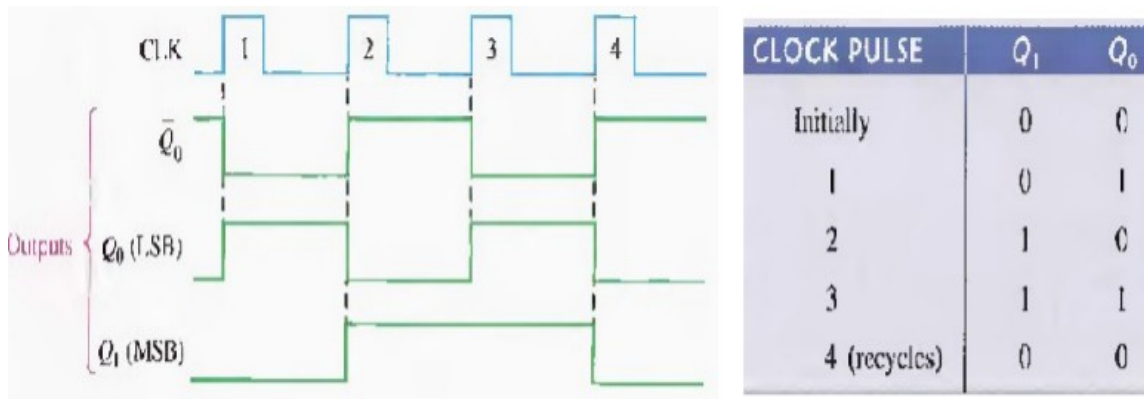 CLK 1 2 3 4
Q̅0
Outputs
Q0 (LSB)
Q1 (MSB)
CLOCK PULSE Q1 Q0
Initially 0 0
1 0 1
2 1 0
3 1 1
4 (recycles) 0 0